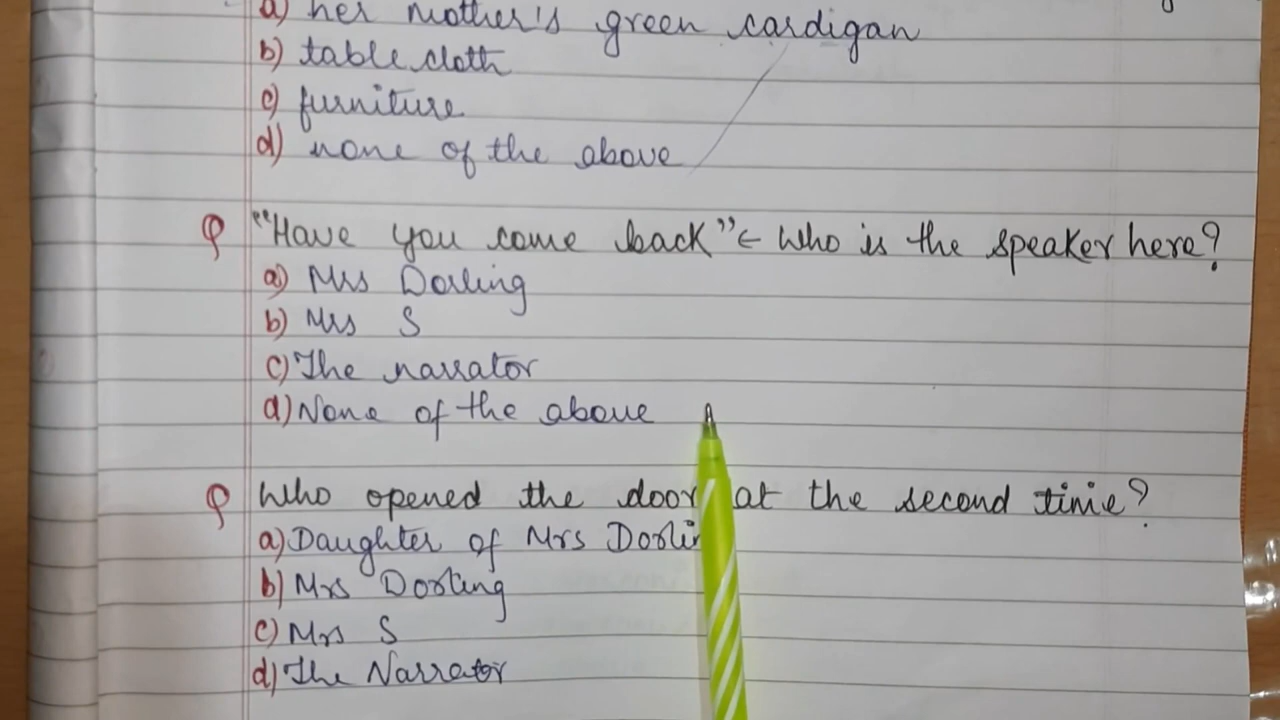 a) her mother's green cardigan
b) table cloth
c) furniture
d) none of the above
Q "Have you come back" ← Who is the speaker here?
a) Mrs Dorling
b) Mrs S
c) The narrator
d) None of the above
Q Who opened the door at the second time?
a) Daughter of Mrs Dorli
b) Mrs Dorling
c) Mrs S
d) The Narrator